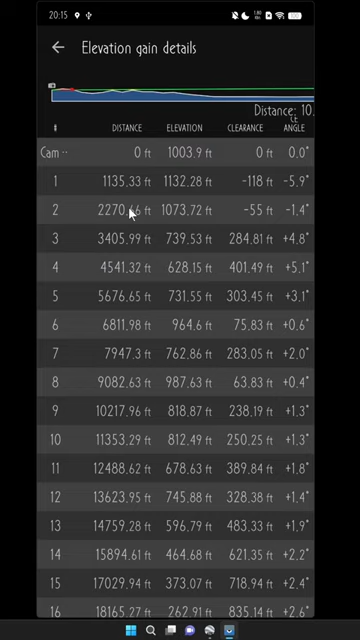 20:15
Elevation gain details
Distance: 10.
ft
# DISTANCE ELEVATION CLEARANCE ANGLE
Cam ·· 0 ft 1003.9 ft 0 ft 0.0°
1 1135.33 ft 1132.28 ft -118 ft -5.9°
2 2270.66 ft 1073.72 ft -55 ft -1.4°
3 3405.99 ft 739.53 ft 284.81 ft +4.8°
4 4541.32 ft 628.15 ft 401.49 ft +5.1°
5 5676.65 ft 731.55 ft 303.45 ft +3.1°
6 6811.98 ft 964.6 ft 75.83 ft +0.6°
7 7947.3 ft 762.86 ft 283.05 ft +2.0°
8 9082.63 ft 987.63 ft 63.83 ft +0.4°
9 10217.96 ft 818.87 ft 238.19 ft +1.3°
10 11353.29 ft 812.49 ft 250.25 ft +1.3°
11 12488.62 ft 678.63 ft 389.84 ft +1.8°
12 13623.95 ft 745.88 ft 328.38 ft +1.4°
13 14759.28 ft 596.79 ft 483.33 ft +1.9°
14 15894.61 ft 464.68 ft 621.35 ft +2.2°
15 17029.94 ft 373.07 ft 718.94 ft +2.4°
16 18165.27 ft 262.91 ft 835.14 ft +2.6°